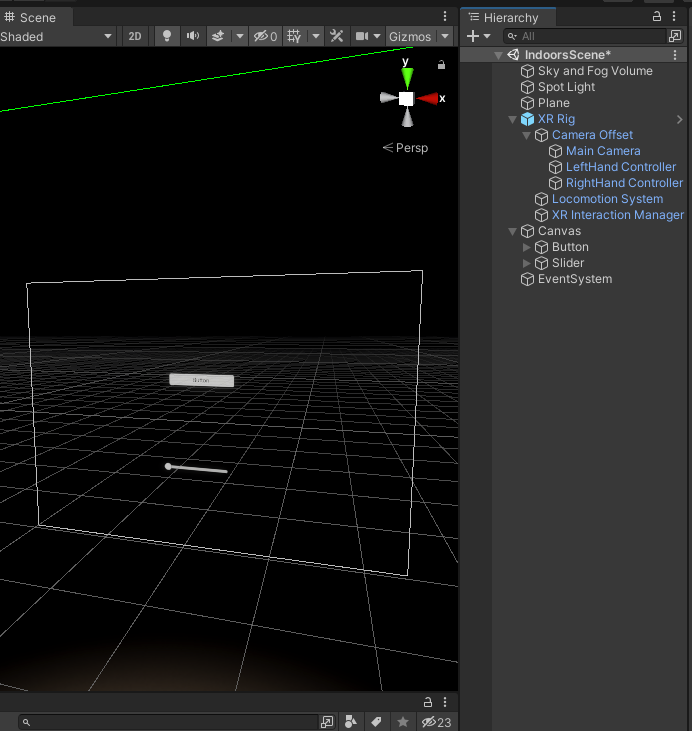 Scene
Shaded
2D
0
Gizmos
y
x
Persp
Button
23
Hierarchy
All
IndoorsScene*
Sky and Fog Volume
Spot Light
Plane
XR Rig
Camera Offset
Main Camera
LeftHand Controller
RightHand Controller
Locomotion System
XR Interaction Manager
Canvas
Button
Slider
EventSystem